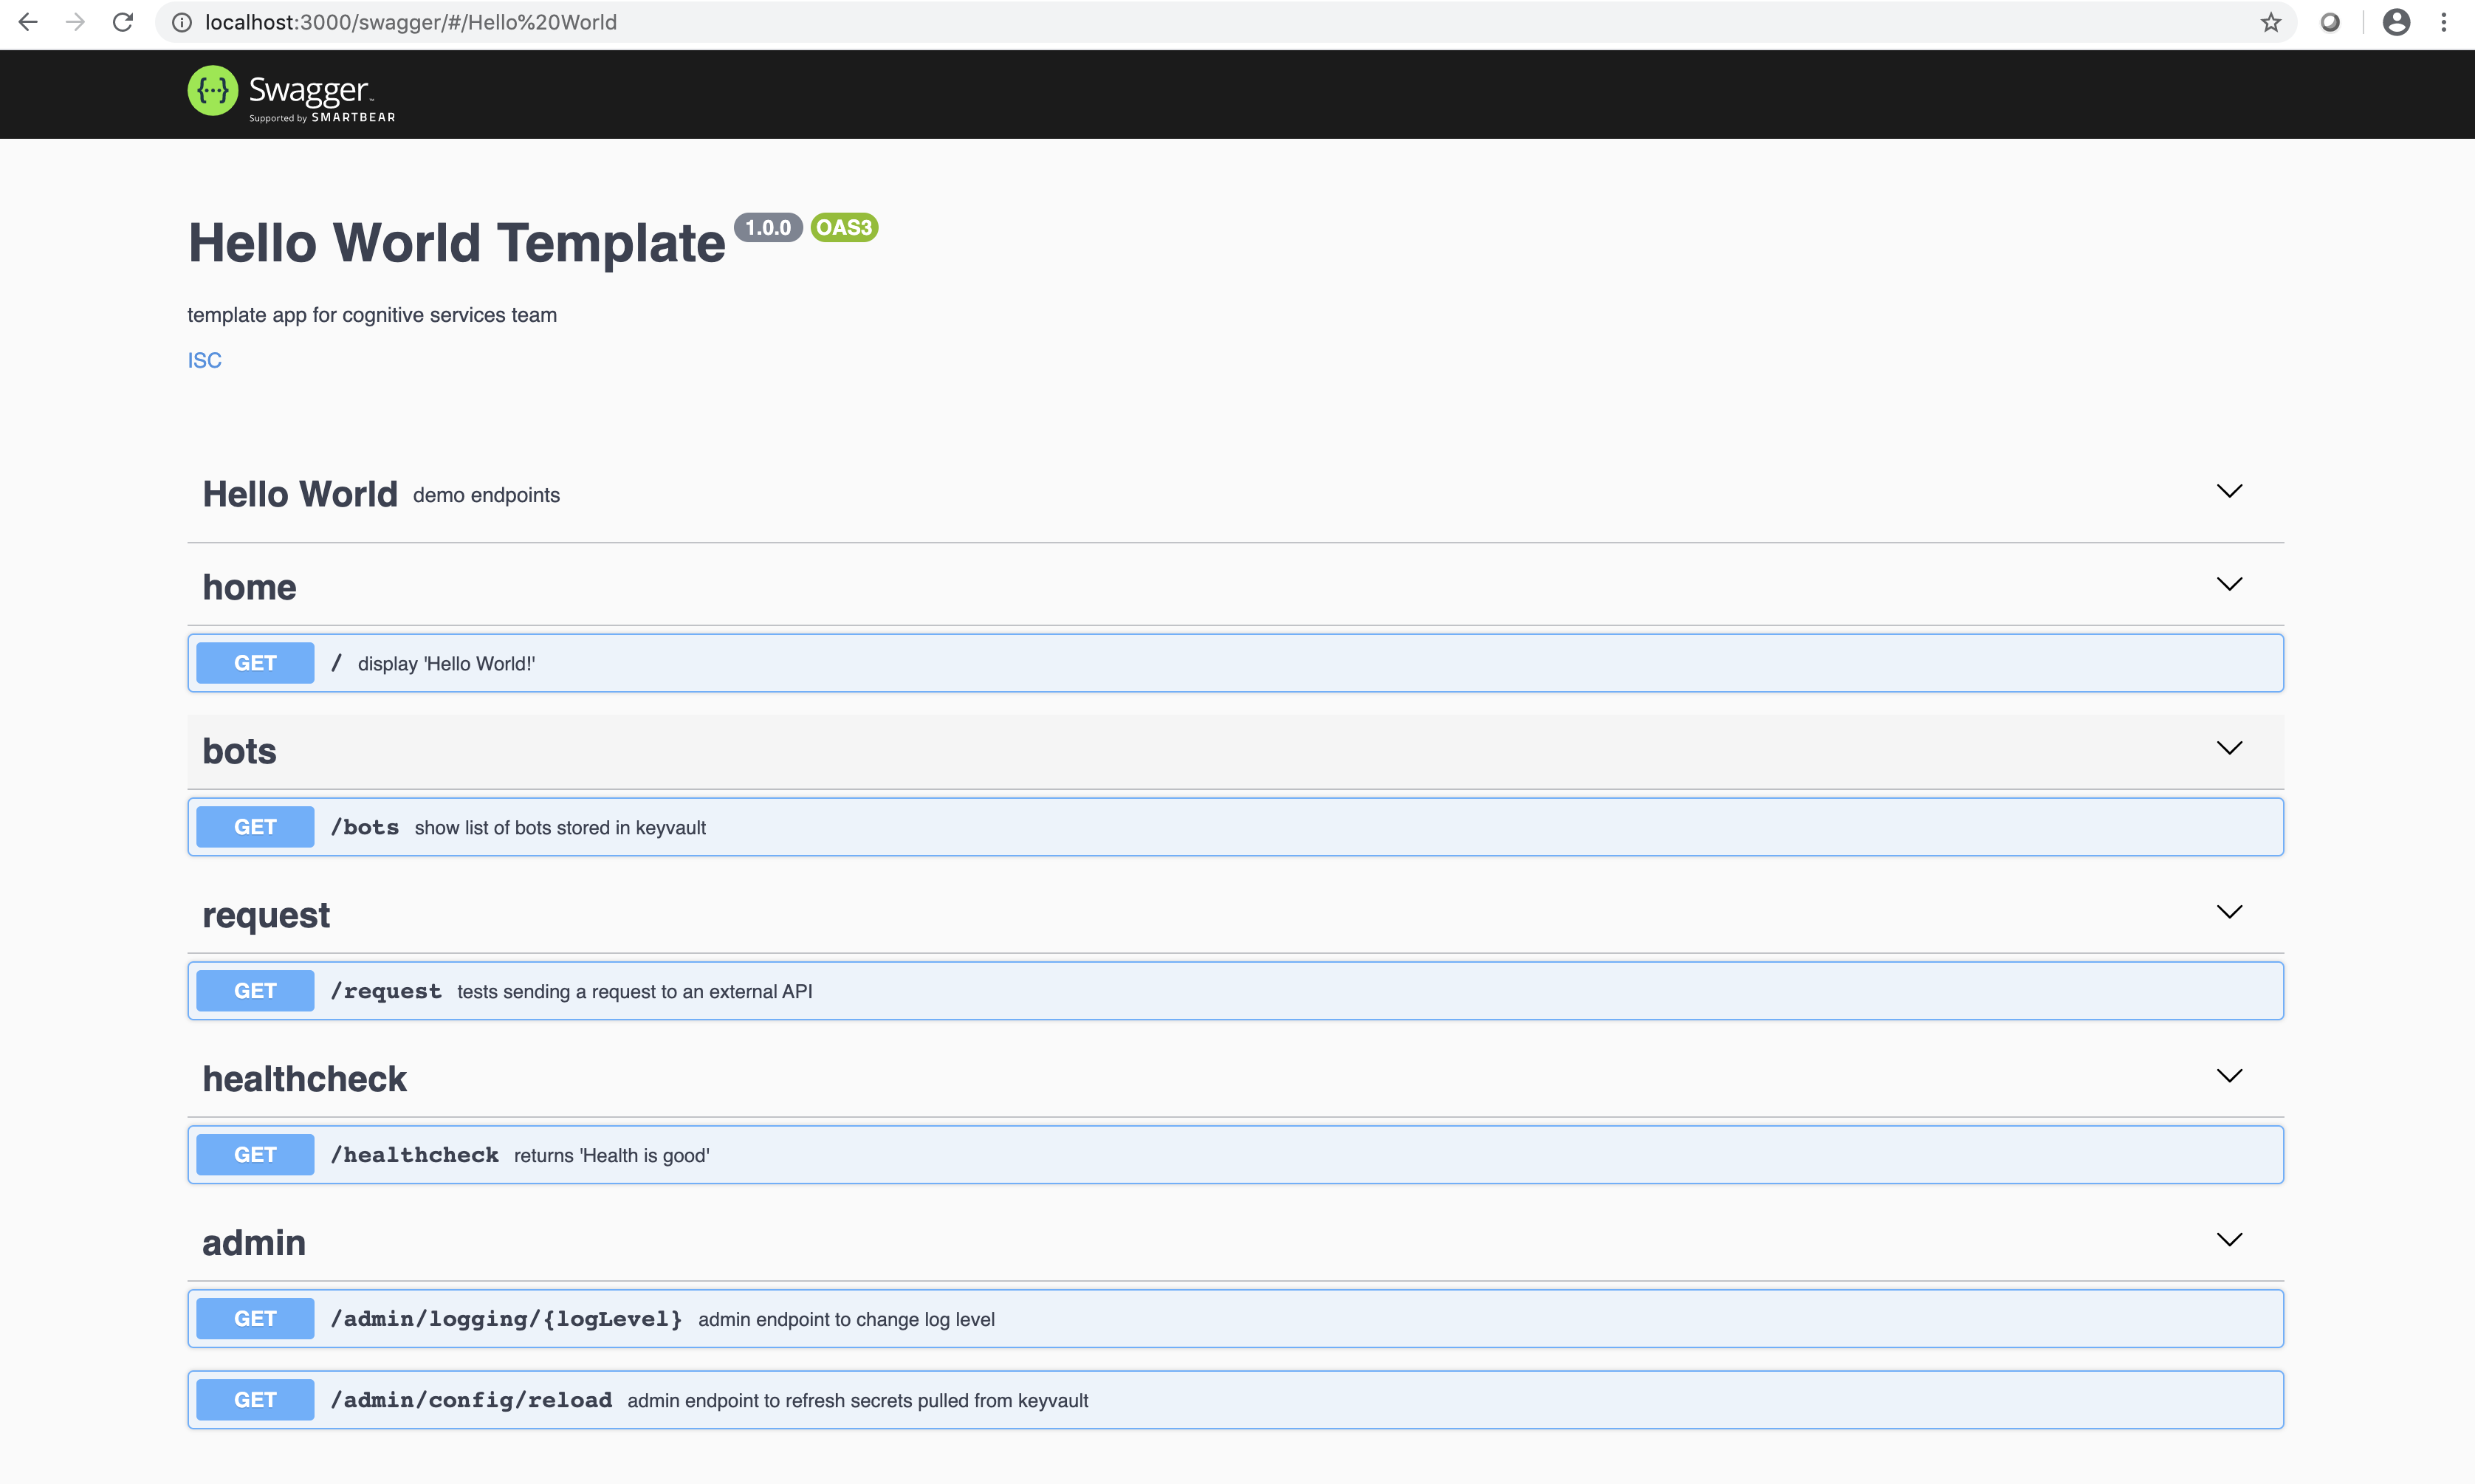 localhost:3000/swagger/#/Hello%20World
{···} Swagger™
Supported by SMARTBEAR
Hello World Template 1.0.0 OAS3
template app for cognitive services team
ISC
Hello World demo endpoints
home
GET / display 'Hello World!'
bots
GET /bots show list of bots stored in keyvault
request
GET /request tests sending a request to an external API
healthcheck
GET /healthcheck returns 'Health is good'
admin
GET /admin/logging/{logLevel} admin endpoint to change log level
GET /admin/config/reload admin endpoint to refresh secrets pulled from keyvault